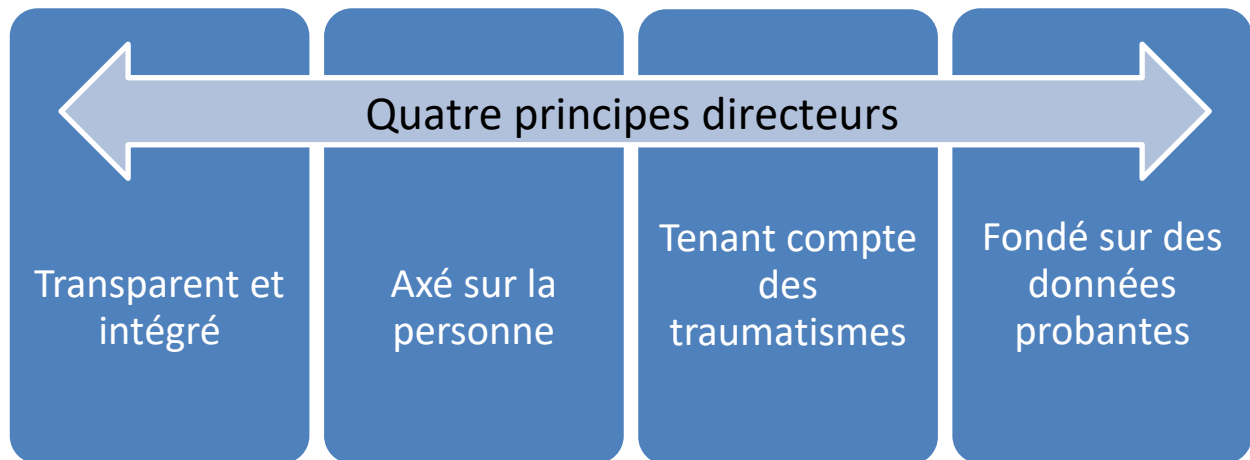 Quatre principes directeurs
Transparent et
intégré
Axé sur la
personne
Tenant compte
des
traumatismes
Fondé sur des
données
probantes